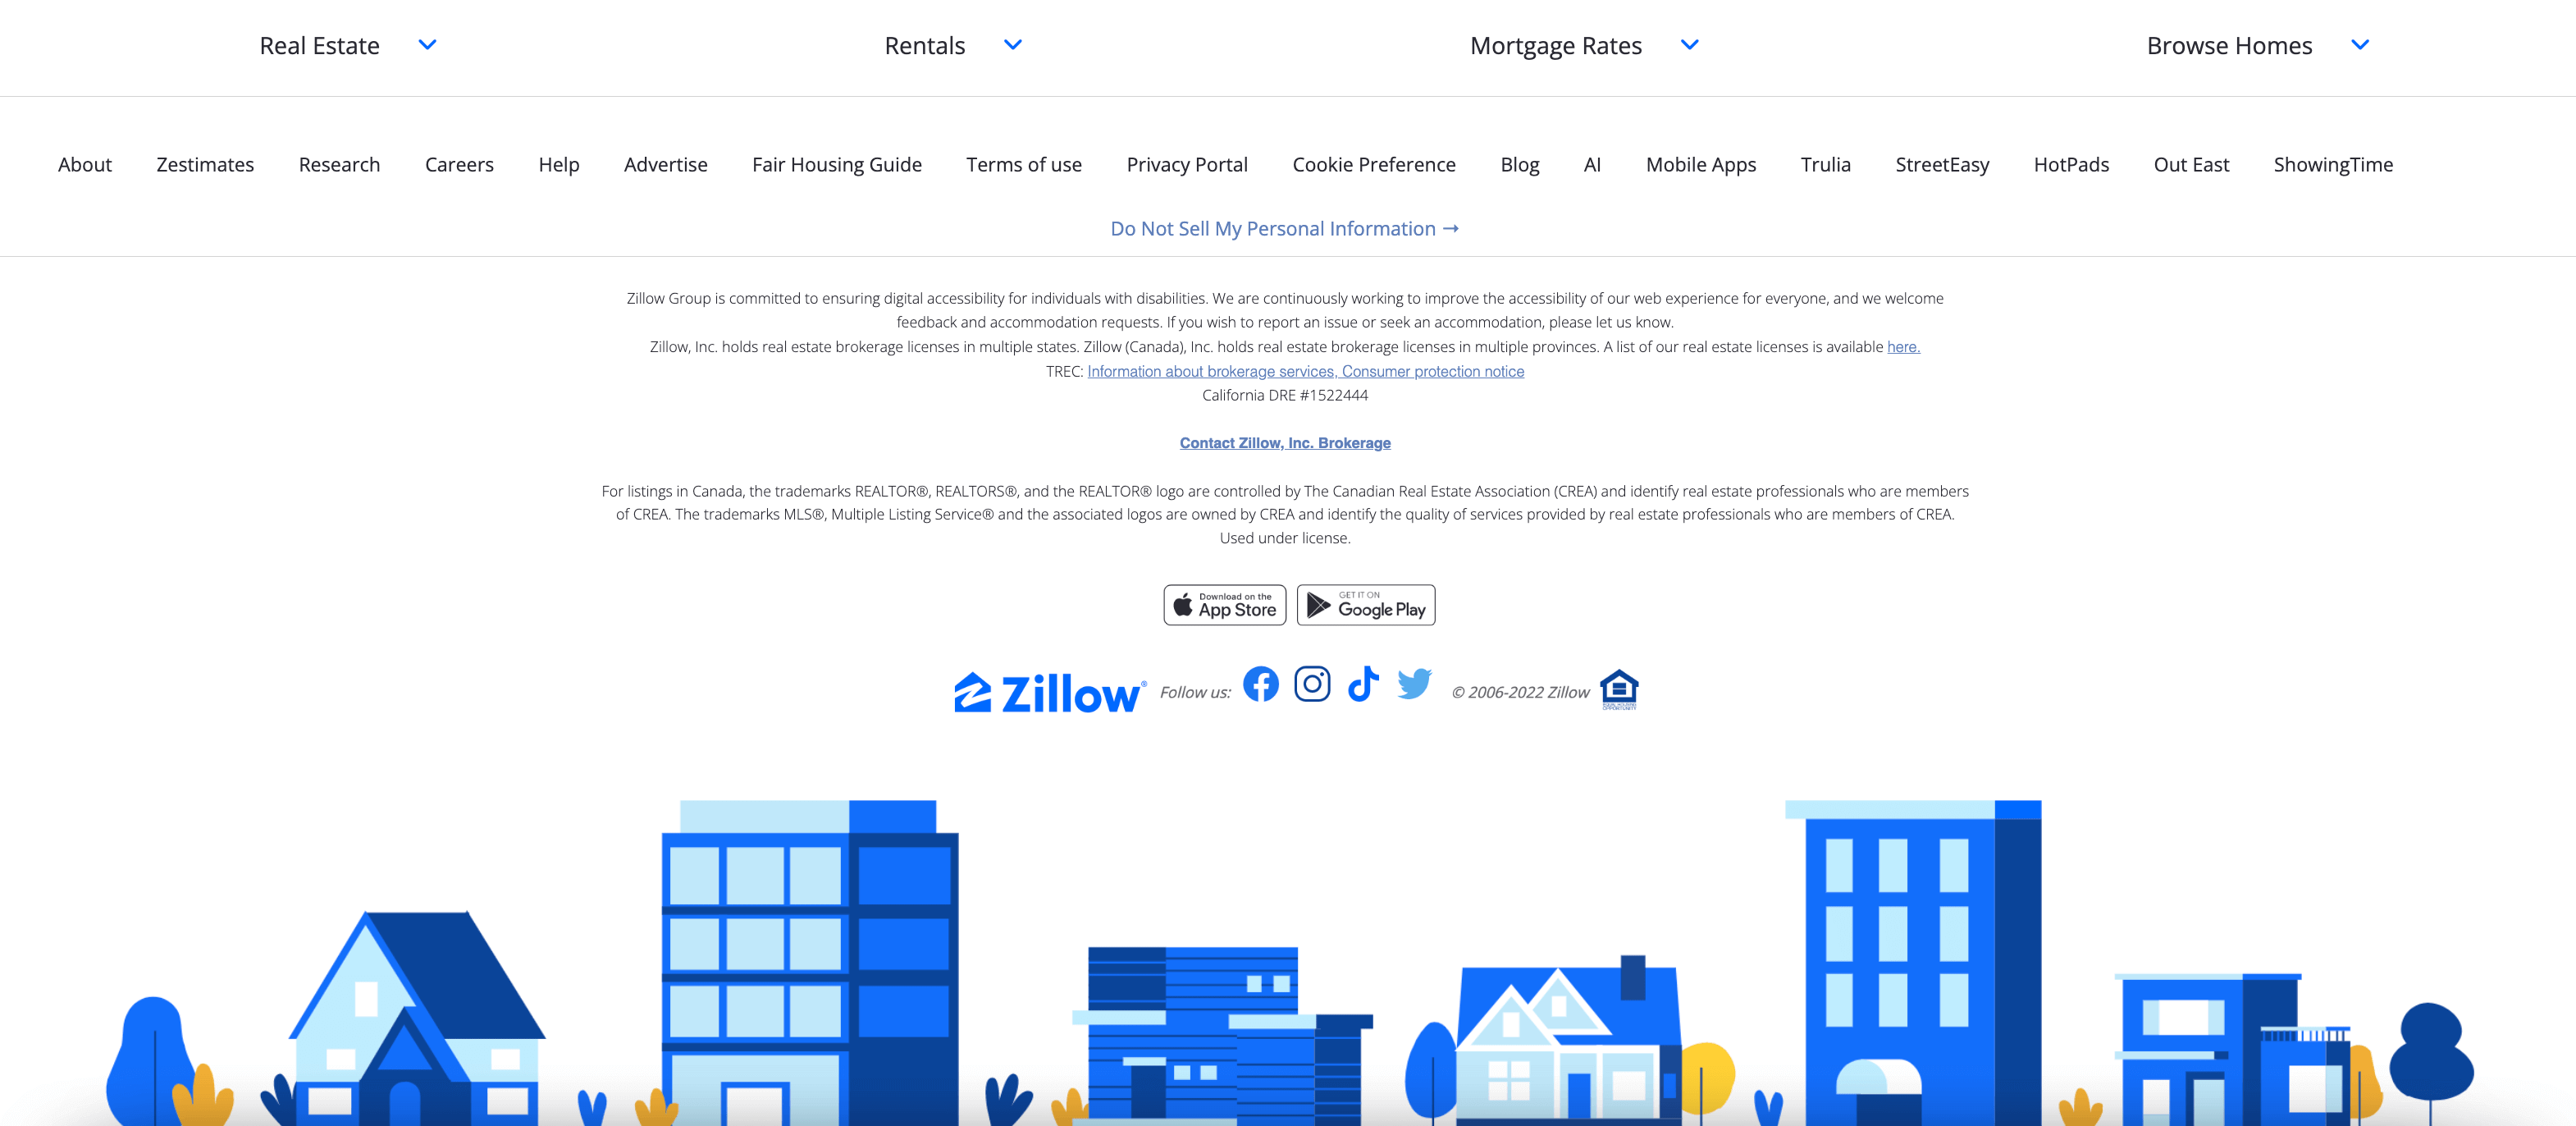 Real Estate Rentals Mortgage Rates Browse Homes
About Zestimates Research Careers Help Advertise Fair Housing Guide Terms of use Privacy Portal Cookie Preference Blog AI Mobile Apps Trulia StreetEasy HotPads Out East ShowingTime
Do Not Sell My Personal Information →
Zillow Group is committed to ensuring digital accessibility for individuals with disabilities. We are continuously working to improve the accessibility of our web experience for everyone, and we welcome
feedback and accommodation requests. If you wish to report an issue or seek an accommodation, please let us know.
Zillow, Inc. holds real estate brokerage licenses in multiple states. Zillow (Canada), Inc. holds real estate brokerage licenses in multiple provinces. A list of our real estate licenses is available here.
TREC: Information about brokerage services, Consumer protection notice
California DRE #1522444
Contact Zillow, Inc. Brokerage
For listings in Canada, the trademarks REALTOR®, REALTORS®, and the REALTOR® logo are controlled by The Canadian Real Estate Association (CREA) and identify real estate professionals who are members
of CREA. The trademarks MLS®, Multiple Listing Service® and the associated logos are owned by CREA and identify the quality of services provided by real estate professionals who are members of CREA.
Used under license.
Download on the
App Store
GET IT ON
Google Play
Zillow® Follow us: © 2006-2022 Zillow
EQUAL HOUSING
OPPORTUNITY